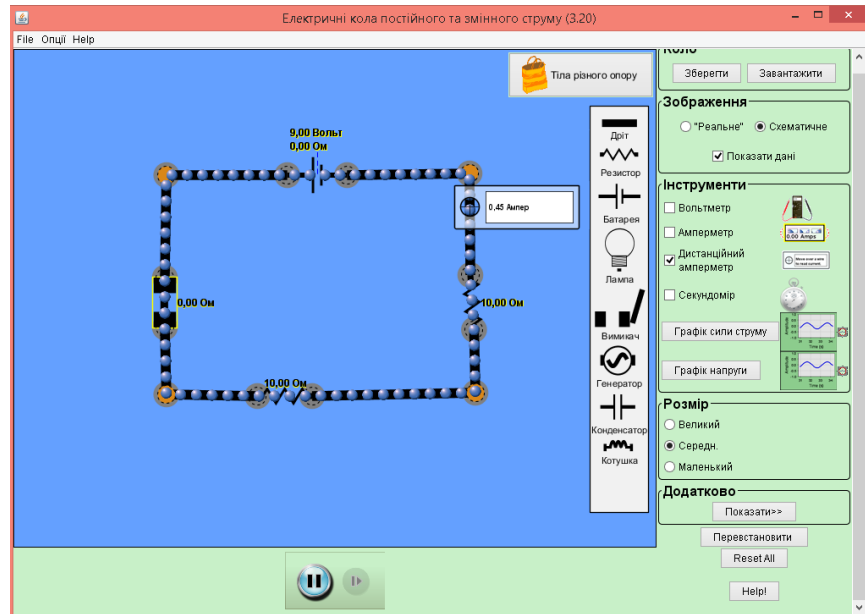 Електричні кола постійного та змінного струму (3.20)
File Опції Help
Коло
Зберегти Завантажити
Тіла різного опору
Зображення
"Реальне" Схематичне
Показати дані
9,00 Вольт
0,00 Ом
0,45 Ампер
0,00 Ом
10,00 Ом
10,00 Ом
Дріт
Резистор
Батарея
Лампа
Вимикач
Генератор
Конденсатор
Котушка
Інструменти
Вольтметр
Амперметр
0.00 Amps
Дистанційний
амперметр
Секундомір
Графік сили струму
Графік напруги
Розмір
Великий
Середн.
Маленький
Додатково
Показати>>
Перевстановити
Reset All
Help!